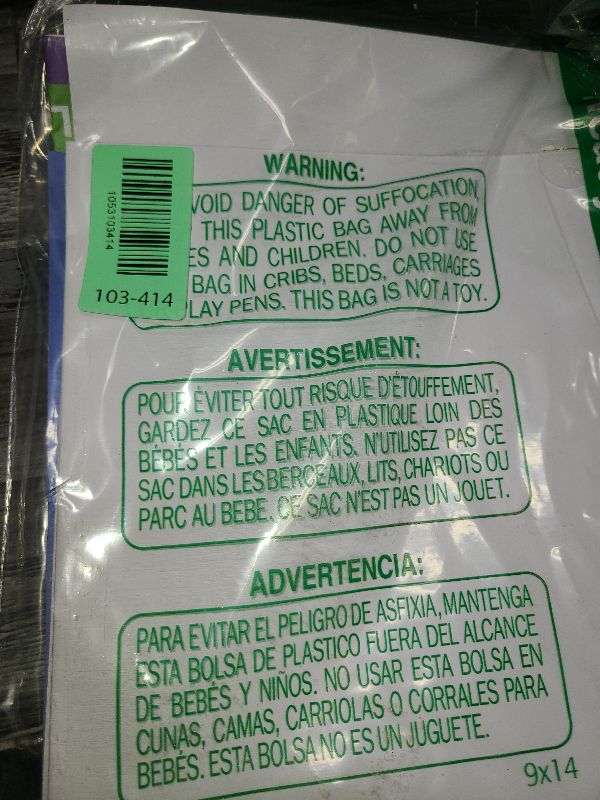 WARNING:
VOID DANGER OF SUFFOCATION,
THIS PLASTIC BAG AWAY FROM
ES AND CHILDREN. DO NOT USE
BAG IN CRIBS, BEDS, CARRIAGES
LAY PENS. THIS BAG IS NOT A TOY.
1053103414
103-414
AVERTISSEMENT:
POUR ÉVITER TOUT RISQUE D'ÉTOUFFEMENT,
GARDEZ CE SAC EN PLASTIQUE LOIN DES
BÉBÉS ET LES ENFANTS. N'UTILISEZ PAS CE
SAC DANS LES BERCEAUX, LITS, CHARIOTS OU
PARC AU BEBE. CE SAC N'EST PAS UN JOUET.
ADVERTENCIA:
PARA EVITAR EL PELIGRO DE ASFIXIA, MANTENGA
ESTA BOLSA DE PLASTICO FUERA DEL ALCANCE
DE BEBÉS Y NIÑOS. NO USAR ESTA BOLSA EN
CUNAS, CAMAS, CARRIOLAS O CORRALES PARA
BEBÉS. ESTA BOLSA NO ES UN JUGUETE.
9x14